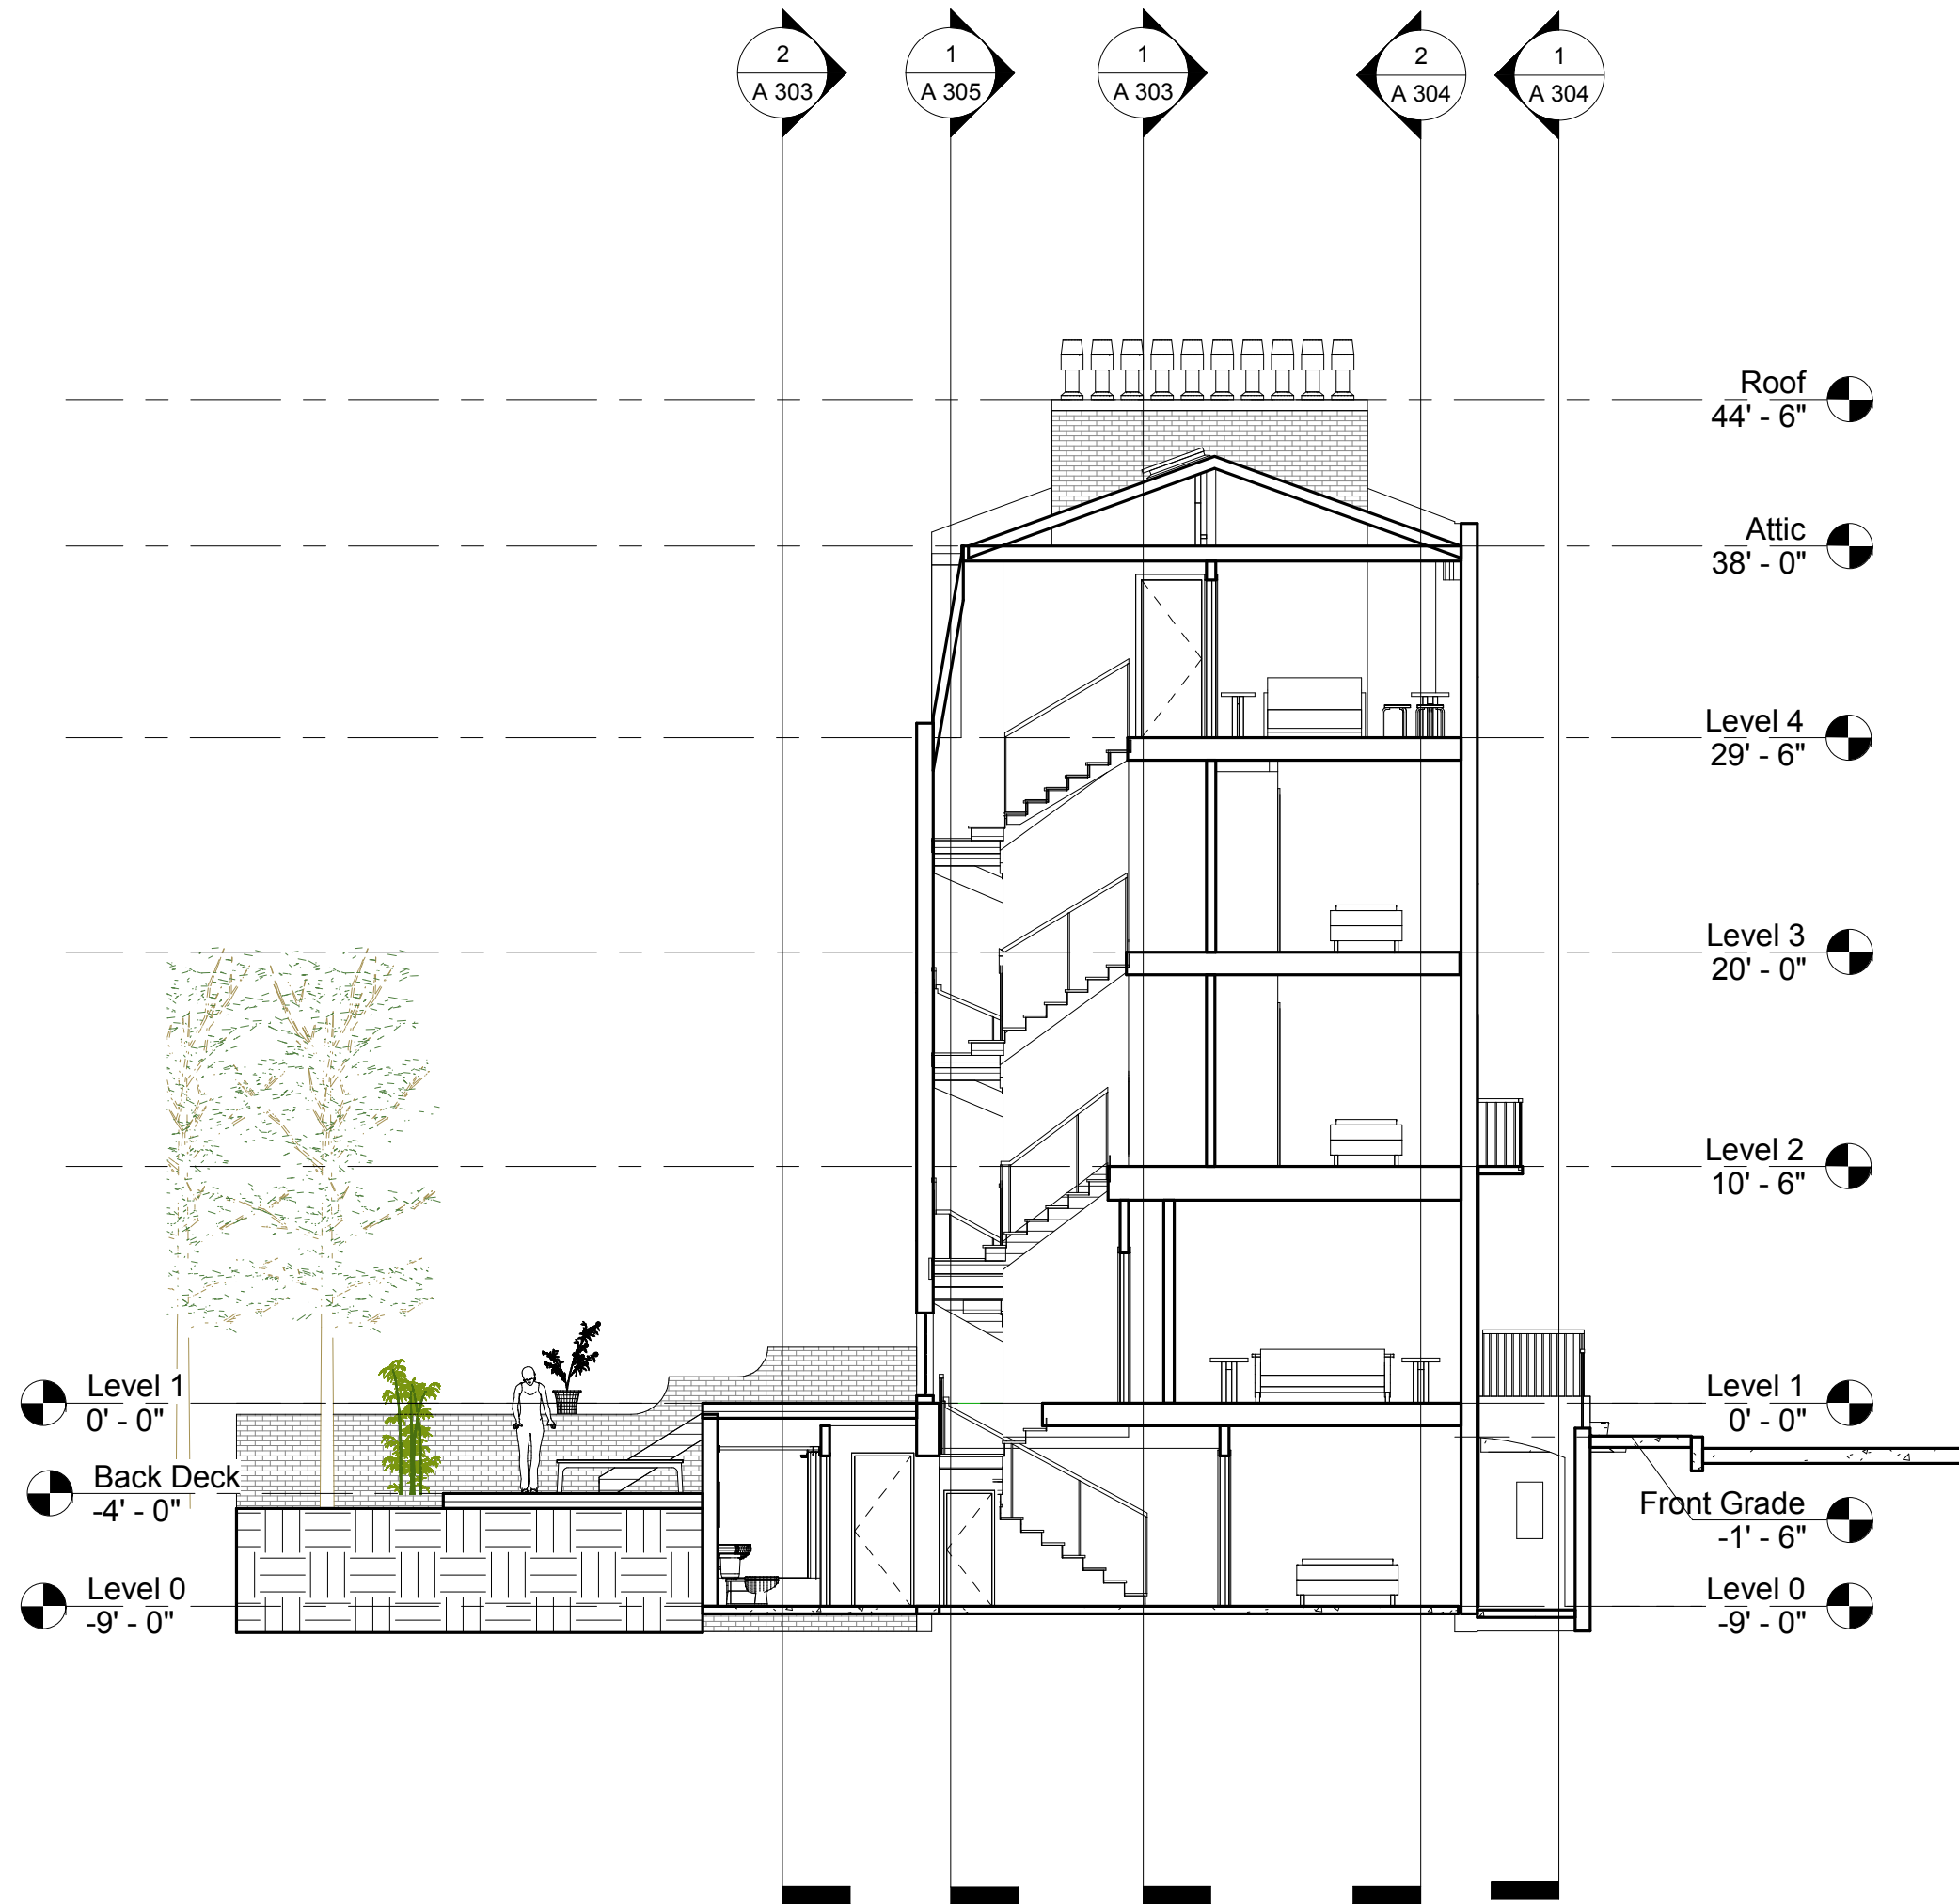 2
A 303
1
A 305
1
A 303
2
A 304
1
A 304
Roof
44' - 6"
Attic
38' - 0"
Level 4
29' - 6"
Level 3
20' - 0"
Level 2
10' - 6"
Level 1
0' - 0"
Level 1
0' - 0"
Back Deck
-4' - 0"
Front Grade
-1' - 6"
Level 0
-9' - 0"
Level 0
-9' - 0"